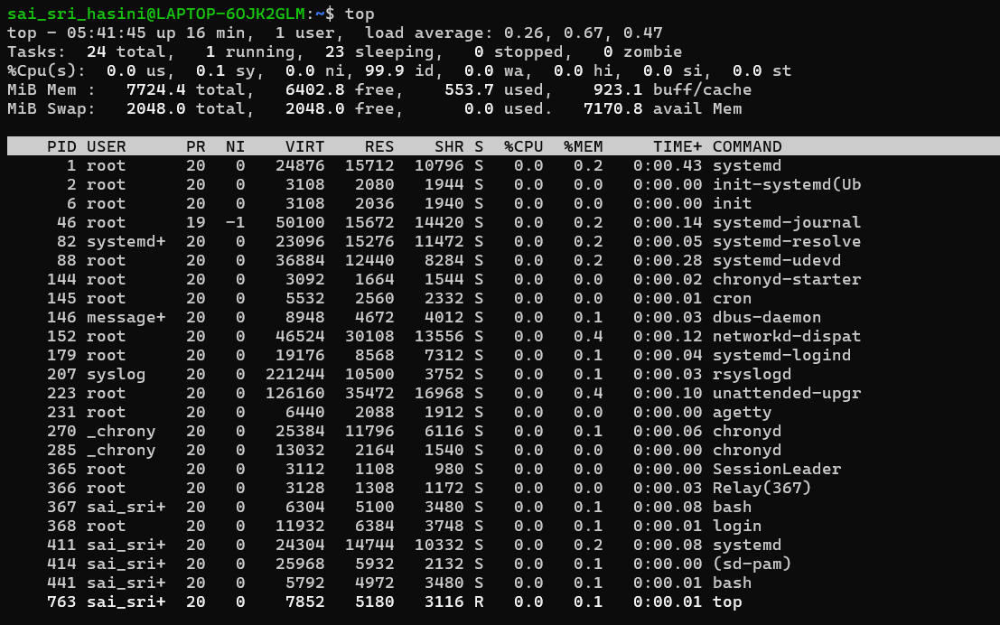 sai_sri_hasini@LAPTOP-6OJK2GLM:~$ top
top - 05:41:45 up 16 min,  1 user,  load average: 0.26, 0.67, 0.47
Tasks:  24 total,   1 running,  23 sleeping,   0 stopped,   0 zombie
%Cpu(s):  0.0 us,  0.1 sy,  0.0 ni, 99.9 id,  0.0 wa,  0.0 hi,  0.0 si,  0.0 st
MiB Mem :   7724.4 total,   6402.8 free,    553.7 used,    923.1 buff/cache
MiB Swap:   2048.0 total,   2048.0 free,      0.0 used.   7170.8 avail Mem
    PID USER      PR  NI    VIRT    RES    SHR S  %CPU  %MEM     TIME+ COMMAND
      1 root      20   0   24876  15712  10796 S   0.0   0.2   0:00.43 systemd
      2 root      20   0    3108   2080   1944 S   0.0   0.0   0:00.00 init-systemd(Ub
      6 root      20   0    3108   2036   1940 S   0.0   0.0   0:00.00 init
     46 root      19  -1   50100  15672  14420 S   0.0   0.2   0:00.14 systemd-journal
     82 systemd+  20   0   23096  15276  11472 S   0.0   0.2   0:00.05 systemd-resolve
     88 root      20   0   36884  12440   8284 S   0.0   0.2   0:00.28 systemd-udevd
    144 root      20   0    3092   1664   1544 S   0.0   0.0   0:00.02 chronyd-starter
    145 root      20   0    5532   2560   2332 S   0.0   0.0   0:00.01 cron
    146 message+  20   0    8948   4672   4012 S   0.0   0.1   0:00.03 dbus-daemon
    152 root      20   0   46524  30108  13556 S   0.0   0.4   0:00.12 networkd-dispat
    179 root      20   0   19176   8568   7312 S   0.0   0.1   0:00.04 systemd-logind
    207 syslog    20   0  221244  10500   3752 S   0.0   0.1   0:00.03 rsyslogd
    223 root      20   0  126160  35472  16968 S   0.0   0.4   0:00.10 unattended-upgr
    231 root      20   0    6440   2088   1912 S   0.0   0.0   0:00.00 agetty
    270 _chrony   20   0   25384  11796   6116 S   0.0   0.1   0:00.06 chronyd
    285 _chrony   20   0   13032   2164   1540 S   0.0   0.0   0:00.00 chronyd
    365 root      20   0    3112   1108    980 S   0.0   0.0   0:00.00 SessionLeader
    366 root      20   0    3128   1308   1172 S   0.0   0.0   0:00.03 Relay(367)
    367 sai_sri+  20   0    6304   5100   3480 S   0.0   0.1   0:00.08 bash
    368 root      20   0   11932   6384   3748 S   0.0   0.1   0:00.01 login
    411 sai_sri+  20   0   24304  14744  10332 S   0.0   0.2   0:00.08 systemd
    414 sai_sri+  20   0   25968   5932   2132 S   0.0   0.1   0:00.00 (sd-pam)
    441 sai_sri+  20   0    5792   4972   3480 S   0.0   0.1   0:00.01 bash
    763 sai_sri+  20   0    7852   5180   3116 R   0.0   0.1   0:00.01 top